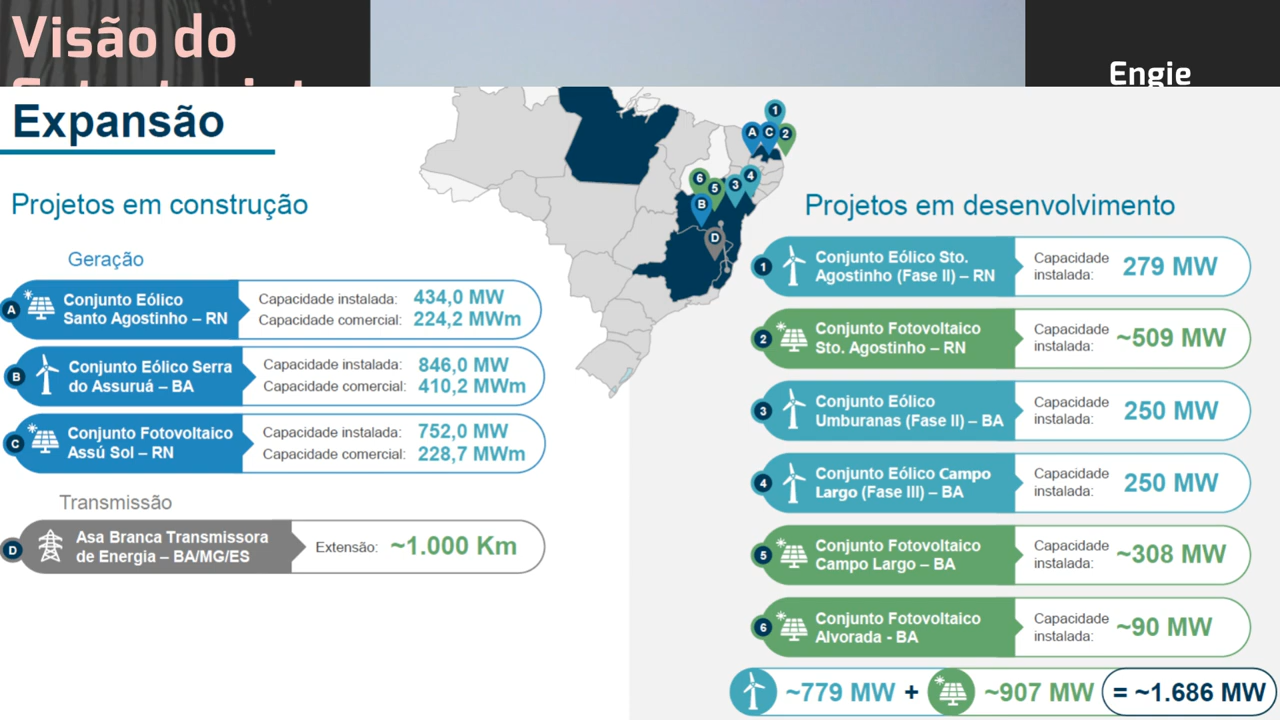 Visão do
Engie
Expansão
Projetos em construção
Geração
A
Conjunto Eólico
Santo Agostinho – RN
Capacidade instalada: 434,0 MW
Capacidade comercial: 224,2 MWm
B
Conjunto Eólico Serra
do Assuruá – BA
Capacidade instalada: 846,0 MW
Capacidade comercial: 410,2 MWm
C
Conjunto Fotovoltaico
Assú Sol – RN
Capacidade instalada: 752,0 MW
Capacidade comercial: 228,7 MWm
Transmissão
D
Asa Branca Transmissora
de Energia – BA/MG/ES
Extensão: ~1.000 Km
1
A C 2
6 5 3 4
B
D
Projetos em desenvolvimento
1
Conjunto Eólico Sto.
Agostinho (Fase II) – RN
Capacidade
instalada:
279 MW
2
Conjunto Fotovoltaico
Sto. Agostinho – RN
Capacidade
instalada:
~509 MW
3
Conjunto Eólico
Umburanas (Fase II) – BA
Capacidade
instalada:
250 MW
4
Conjunto Eólico Campo
Largo (Fase III) – BA
Capacidade
instalada:
250 MW
5
Conjunto Fotovoltaico
Campo Largo – BA
Capacidade
instalada:
~308 MW
6
Conjunto Fotovoltaico
Alvorada - BA
Capacidade
instalada:
~90 MW
~779 MW + ~907 MW = ~1.686 MW